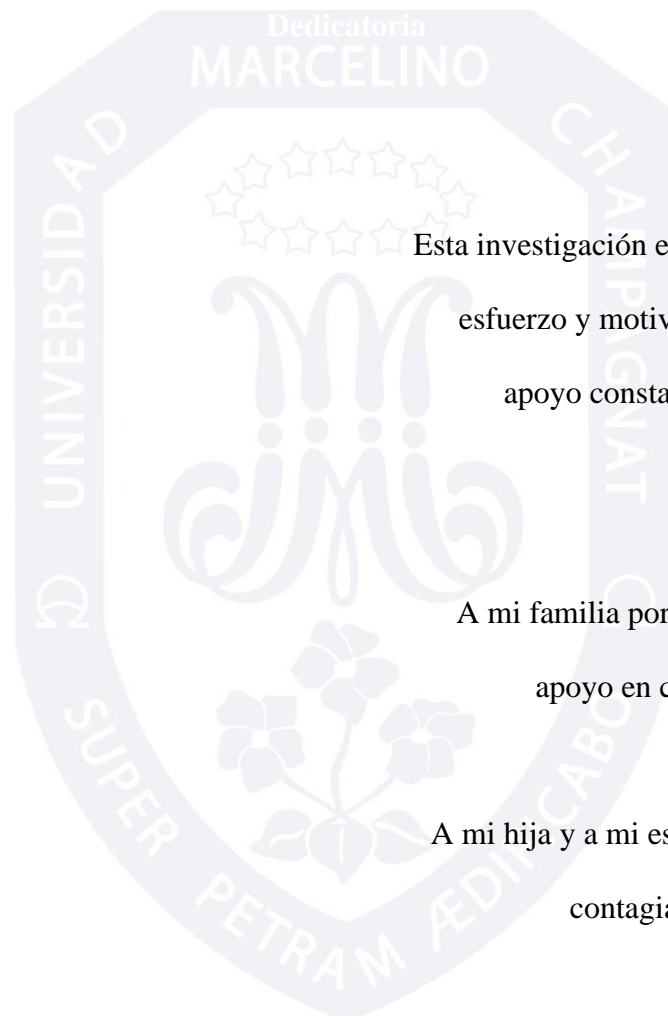 Dedicatoria
MARCELINO
CHAMPAGNAT
UNIVERSIDAD
Esta investigación e
esfuerzo y motiv
apoyo consta
A mi familia por
apoyo en c
A mi hija y a mi es
contagia
SUPER PETRAM ÆDIFICABO